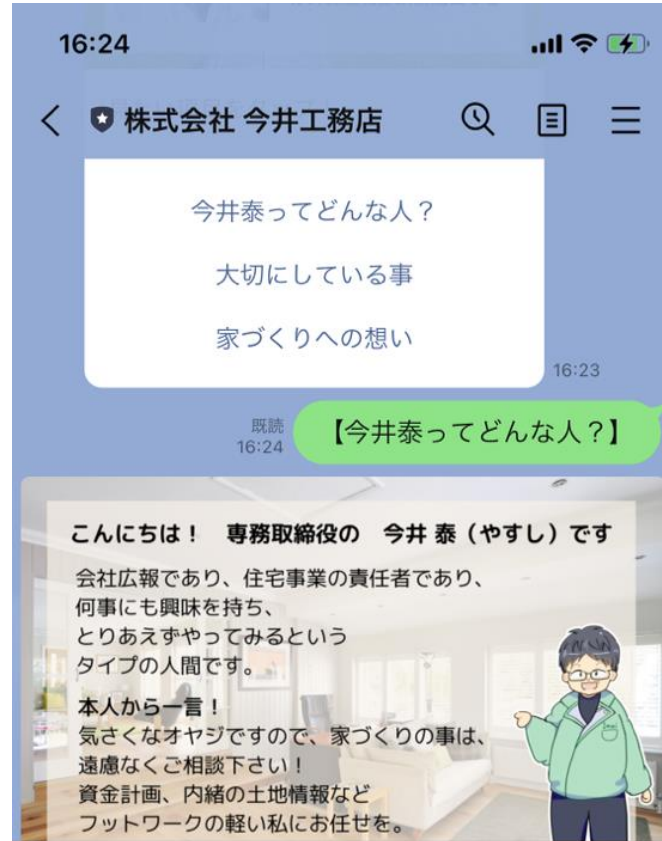 16:24
株式会社 今井工務店
今井泰ってどんな人？
大切にしている事
家づくりへの想い
16:23
既読
16:24
【今井泰ってどんな人？】
こんにちは！　専務取締役の　今井 泰（やすし）です
会社広報であり、住宅事業の責任者であり、
何事にも興味を持ち、
とりあえずやってみるという
タイプの人間です。
本人から一言！
気さくなオヤジですので、家づくりの事は、
遠慮なくご相談下さい！
資金計画、内緒の土地情報など
フットワークの軽い私にお任せを。